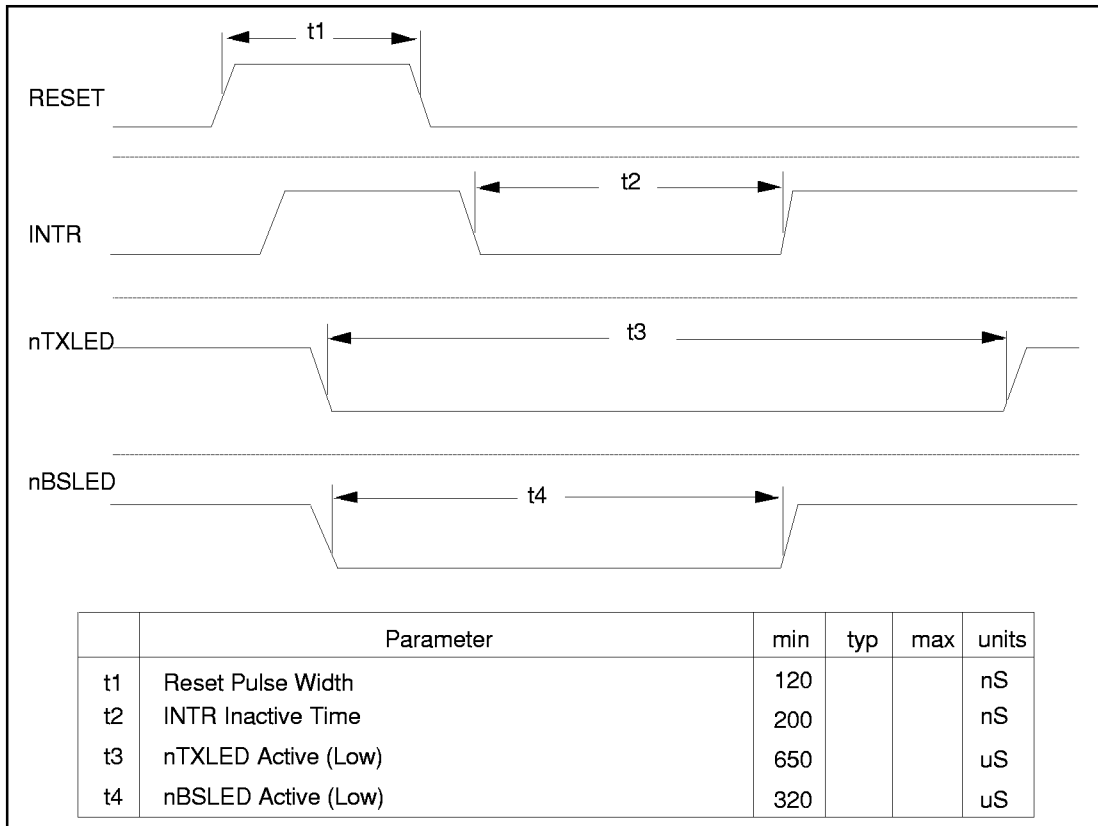 t1
RESET
t2
INTR
t3
nTXLED
nBSLED
t4
Parameter min typ max units
t1 Reset Pulse Width 120 nS
t2 INTR Inactive Time 200 nS
t3 nTXLED Active (Low) 650 uS
t4 nBSLED Active (Low) 320 uS